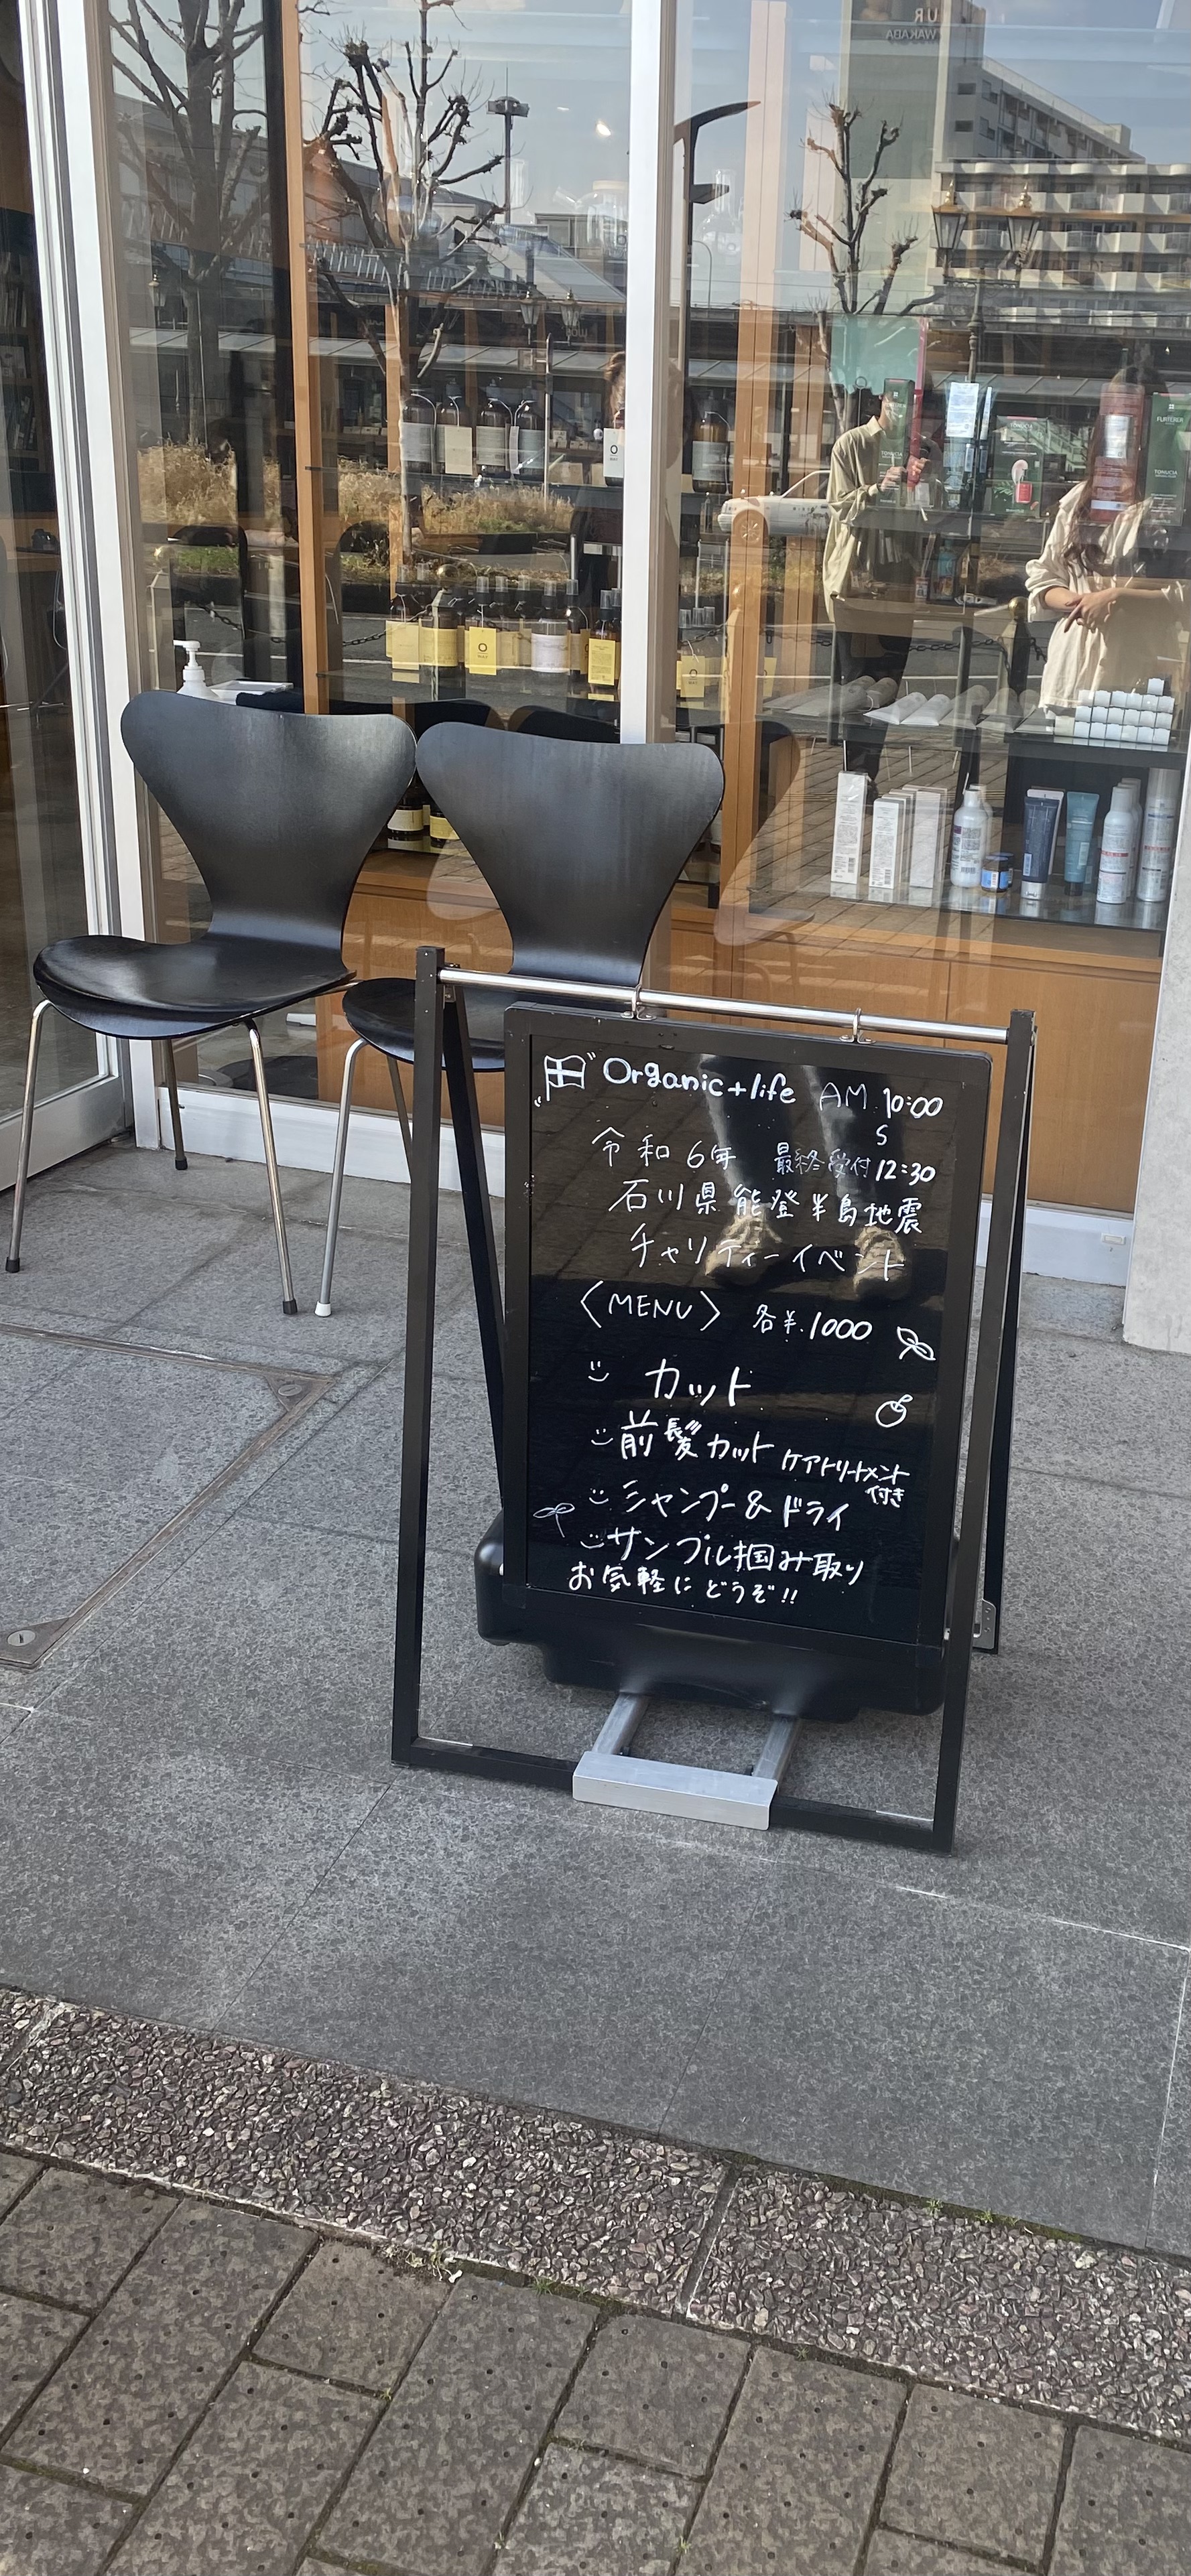 Organic+life AM 10:00
S
令和6年 最終受付 12:30
石川県能登半島地震
チャリティーイベント
〈MENU〉 各¥.1000
カット
前髪カット ケアトリートメント
付き
シャンプー&ドライ
サンプル掴み取り
お気軽にどうぞ!!